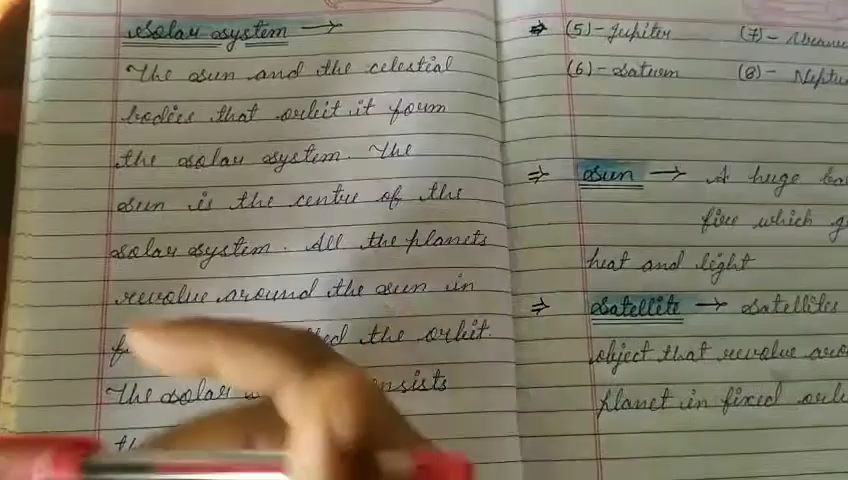 Solar system →
The sun and the celestial
bodies that orbit it form
the solar system. The
sun is the centre of the
solar system. All the planets
revolve around the sun in
the orbit.
The solar
⇒ (5) - Jupiter (7) -
(6) - Saturn (8) -
⇒ Sun → A huge
fire which
heat and light
⇒ Satellite → Satellites
object that revolve
planet in fixed